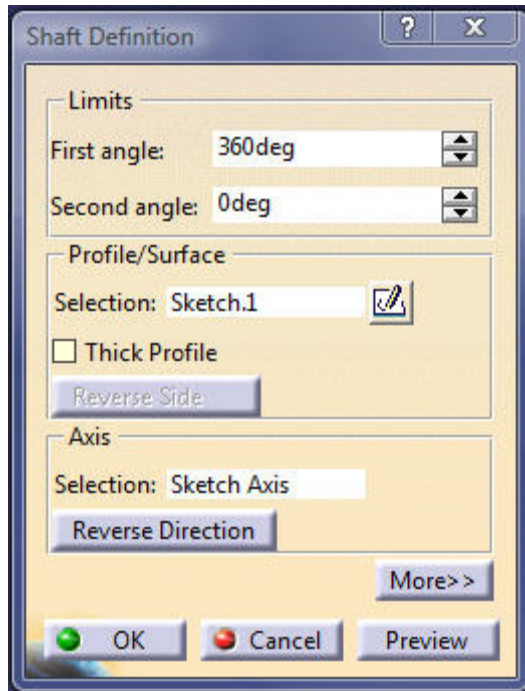 Shaft Definition
?
X
Limits
First angle: 360deg
Second angle: 0deg
Profile/Surface
Selection: Sketch.1
Thick Profile
Reverse Side
Axis
Selection: Sketch Axis
Reverse Direction
More>>
OK Cancel Preview